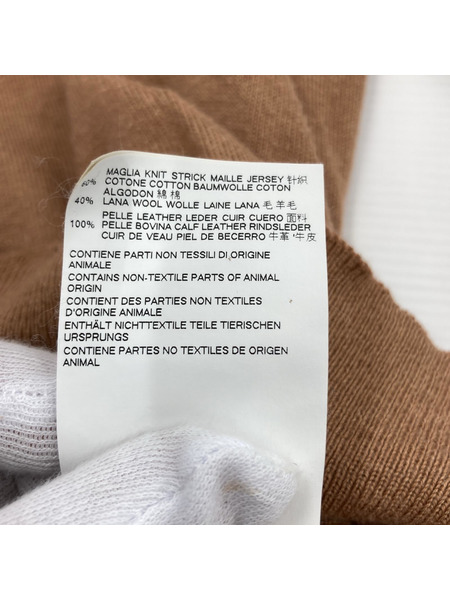 MAGLIA KNIT STRICK MAILLE JERSEY 针织
60% COTONE COTTON BAUMWOLLE COTON
ALGODON 綿 棉
40% LANA WOOL WOLLE LAINE LANA 毛 羊毛
PELLE LEATHER LEDER CUIR CUERO 面料
100% PELLE BOVINA CALF LEATHER RINDSLEDER
CUIR DE VEAU PIEL DE BECERRO 牛革 牛皮
CONTIENE PARTI NON TESSILI DI ORIGINE
ANIMALE
CONTAINS NON-TEXTILE PARTS OF ANIMAL
ORIGIN
CONTIENT DES PARTIES NON TEXTILES
D'ORIGINE ANIMALE
ENTHÄLT NICHTTEXTILE TEILE TIERISCHEN
URSPRUNGS
CONTIENE PARTES NO TEXTILES DE ORIGEN
ANIMAL